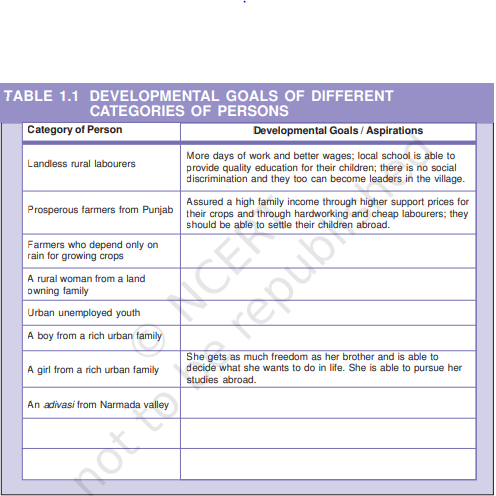 TABLE 1.1 DEVELOPMENTAL GOALS OF DIFFERENT
CATEGORIES OF PERSONS
Category of Person
Developmental Goals / Aspirations
Landless rural labourers
More days of work and better wages; local school is able to
provide quality education for their children; there is no social
discrimination and they too can become leaders in the village.
Prosperous farmers from Punjab
Assured a high family income through higher support prices for
their crops and through hardworking and cheap labourers; they
should be able to settle their children abroad.
Farmers who depend only on
rain for growing crops
A rural woman from a land
owning family
Urban unemployed youth
A boy from a rich urban family
A girl from a rich urban family
She gets as much freedom as her brother and is able to
decide what she wants to do in life. She is able to pursue her
studies abroad.
An adivasi from Narmada valley
© NCERT
not to be republished